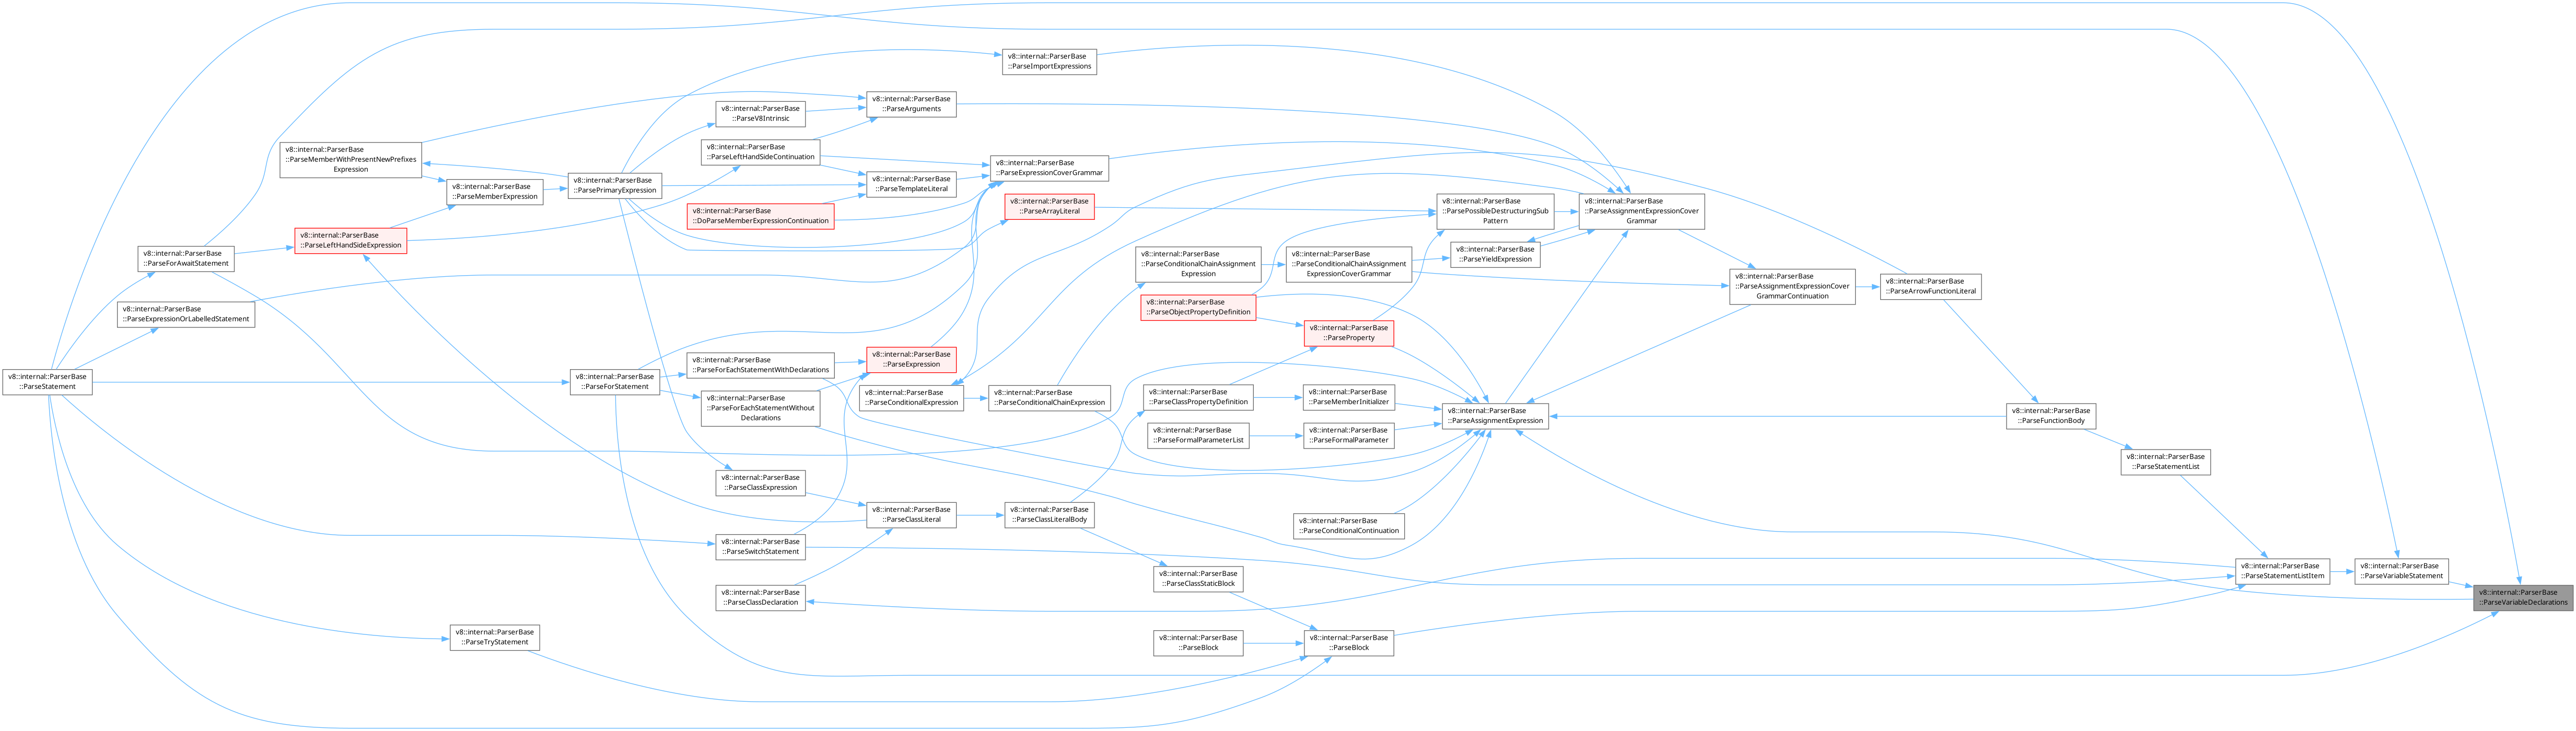 v8::internal::ParserBase
::ParseImportExpressions
v8::internal::ParserBase
::ParseArguments
v8::internal::ParserBase
::ParseV8Intrinsic
v8::internal::ParserBase
::ParseMemberWithPresentNewPrefixes
Expression
v8::internal::ParserBase
::ParseLeftHandSideContinuation
v8::internal::ParserBase
::ParseExpressionCoverGrammar
v8::internal::ParserBase
::ParsePrimaryExpression
v8::internal::ParserBase
::ParseMemberExpression
v8::internal::ParserBase
::ParseTemplateLiteral
v8::internal::ParserBase
::DoParseMemberExpressionContinuation
v8::internal::ParserBase
::ParseArrayLiteral
v8::internal::ParserBase
::ParsePossibleDestructuringSub
Pattern
v8::internal::ParserBase
::ParseAssignmentExpressionCover
Grammar
v8::internal::ParserBase
::ParseLeftHandSideExpression
v8::internal::ParserBase
::ParseForAwaitStatement
v8::internal::ParserBase
::ParseYieldExpression
v8::internal::ParserBase
::ParseConditionalChainAssignment
Expression
v8::internal::ParserBase
::ParseConditionalChainAssignment
ExpressionCoverGrammar
v8::internal::ParserBase
::ParseAssignmentExpressionCover
GrammarContinuation
v8::internal::ParserBase
::ParseArrowFunctionLiteral
v8::internal::ParserBase
::ParseObjectPropertyDefinition
v8::internal::ParserBase
::ParseExpressionOrLabelledStatement
v8::internal::ParserBase
::ParseProperty
v8::internal::ParserBase
::ParseExpression
v8::internal::ParserBase
::ParseForEachStatementWithDeclarations
v8::internal::ParserBase
::ParseStatement
v8::internal::ParserBase
::ParseForStatement
v8::internal::ParserBase
::ParseForEachStatementWithout
Declarations
v8::internal::ParserBase
::ParseConditionalExpression
v8::internal::ParserBase
::ParseConditionalChainExpression
v8::internal::ParserBase
::ParseClassPropertyDefinition
v8::internal::ParserBase
::ParseMemberInitializer
v8::internal::ParserBase
::ParseAssignmentExpression
v8::internal::ParserBase
::ParseFunctionBody
v8::internal::ParserBase
::ParseFormalParameterList
v8::internal::ParserBase
::ParseFormalParameter
v8::internal::ParserBase
::ParseStatementList
v8::internal::ParserBase
::ParseClassExpression
v8::internal::ParserBase
::ParseClassLiteral
v8::internal::ParserBase
::ParseClassLiteralBody
v8::internal::ParserBase
::ParseConditionalContinuation
v8::internal::ParserBase
::ParseSwitchStatement
v8::internal::ParserBase
::ParseClassStaticBlock
v8::internal::ParserBase
::ParseStatementListItem
v8::internal::ParserBase
::ParseVariableStatement
v8::internal::ParserBase
::ParseVariableDeclarations
v8::internal::ParserBase
::ParseClassDeclaration
v8::internal::ParserBase
::ParseTryStatement
v8::internal::ParserBase
::ParseBlock
v8::internal::ParserBase
::ParseBlock